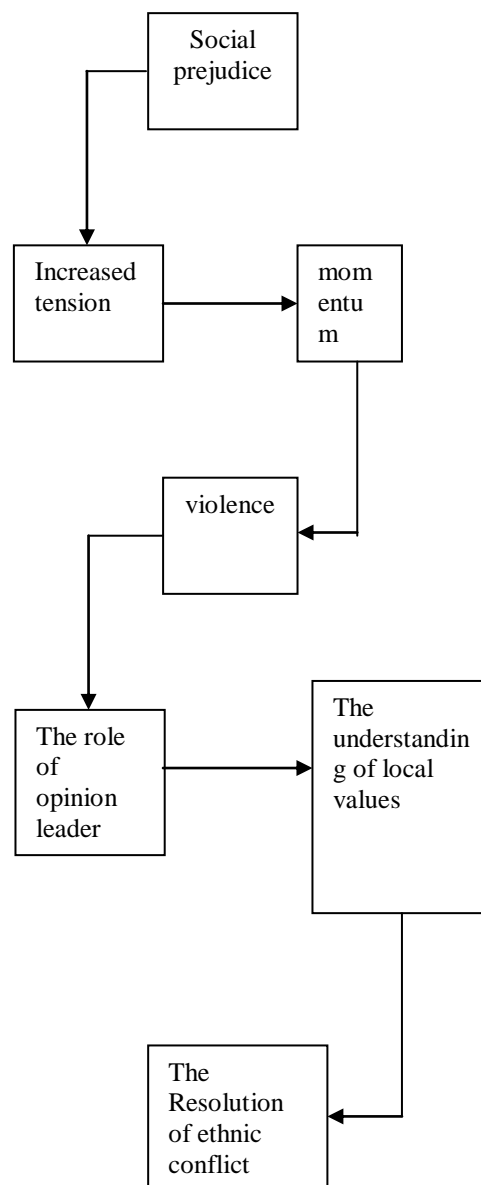 Social
prejudice
Increased
tension
mom
entu
m
violence
The role
of
opinion
leader
The
understandin
g of local
values
The
Resolution
of ethnic
conflict